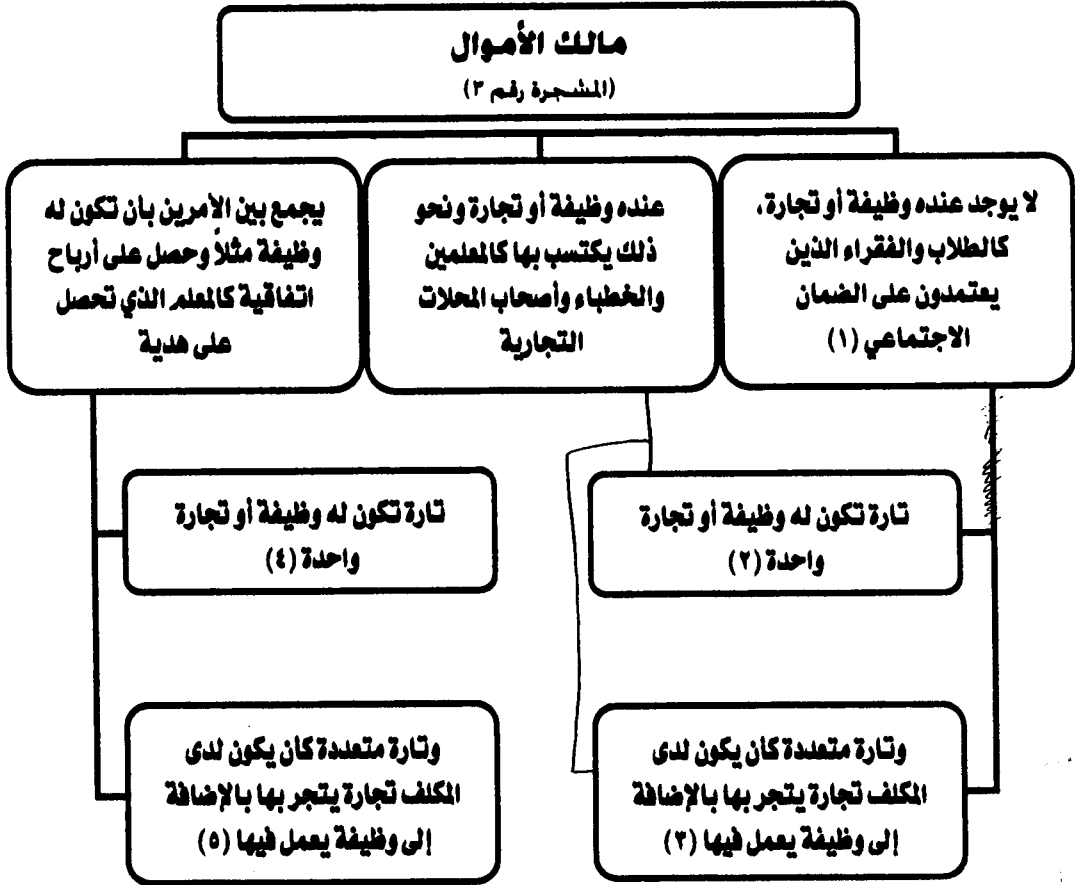 مالك الأموال
(المشجرة رقم ٣)
لا يوجد عنده وظيفة أو تجارة،
كالطلاب والفقراء الذين
يعتمدون على الضمان
الاجتماعي (١)
عنده وظيفة أو تجارة ونحو
ذلك يكتسب بها كالمعلمين
والخطباء وأصحاب المحلات
التجارية
يجمع بين الأمرين بأن تكون له
وظيفة مثلاً وحصل على أرباح
اتفاقية كالمعلم الذي تحصل
على هدية
تارة تكون له وظيفة أو تجارة
واحدة (٢)
تارة تكون له وظيفة أو تجارة
واحدة (٤)
وتارة متعددة كأن يكون لدى
المكلف تجارة يتجر بها بالإضافة
إلى وظيفة يعمل فيها (٣)
وتارة متعددة كأن يكون لدى
المكلف تجارة يتجر بها بالإضافة
إلى وظيفة يعمل فيها (٥)